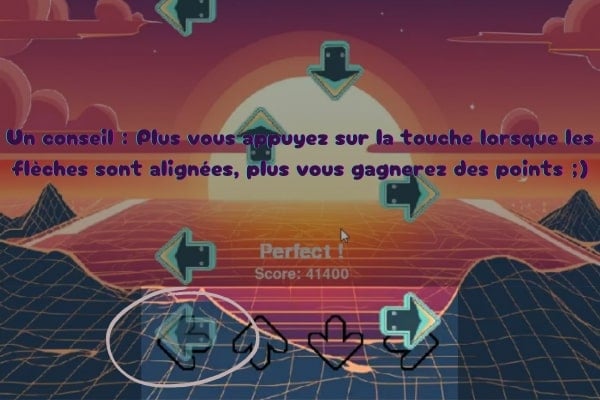 Un conseil : Plus vous appuyez sur la touche lorsque les
flèches sont alignées, plus vous gagnerez des points ;)
Perfect !
Score: 41400